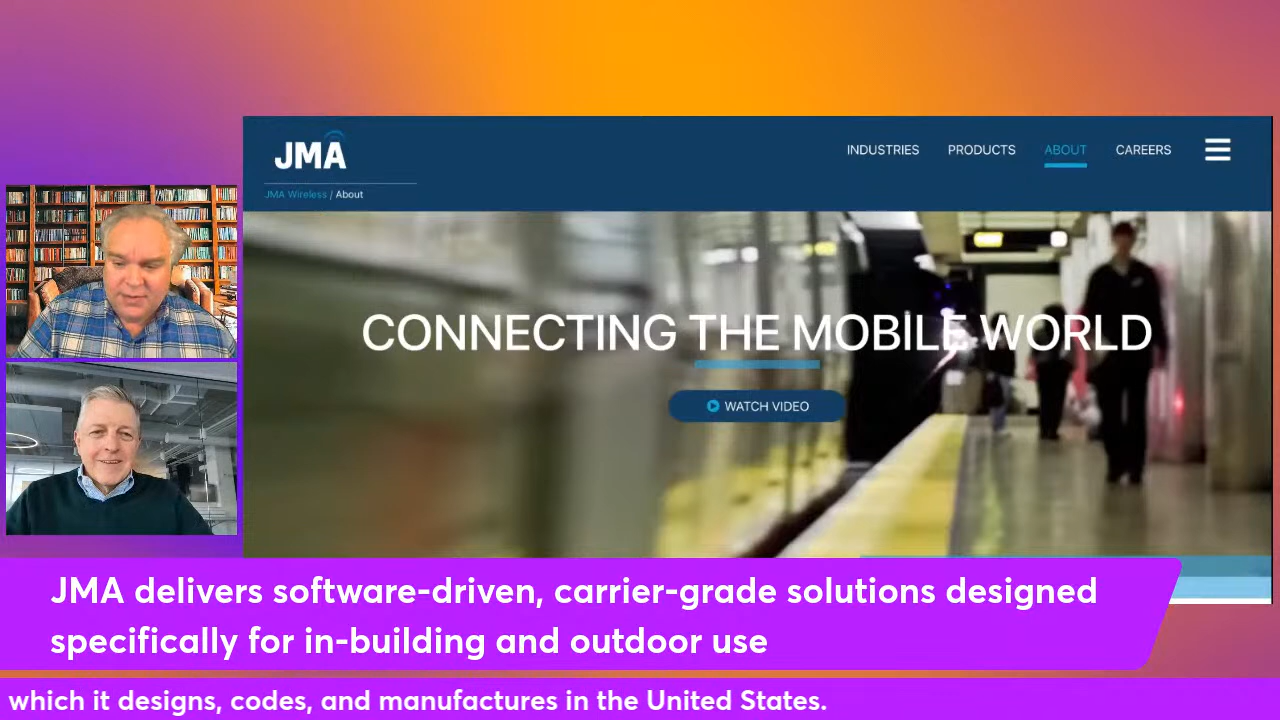 JMA
INDUSTRIES PRODUCTS ABOUT CAREERS
JMA Wireless / About
CONNECTING THE MOBILE WORLD
WATCH VIDEO
JMA delivers software-driven, carrier-grade solutions designed
specifically for in-building and outdoor use
which it designs, codes, and manufactures in the United States.